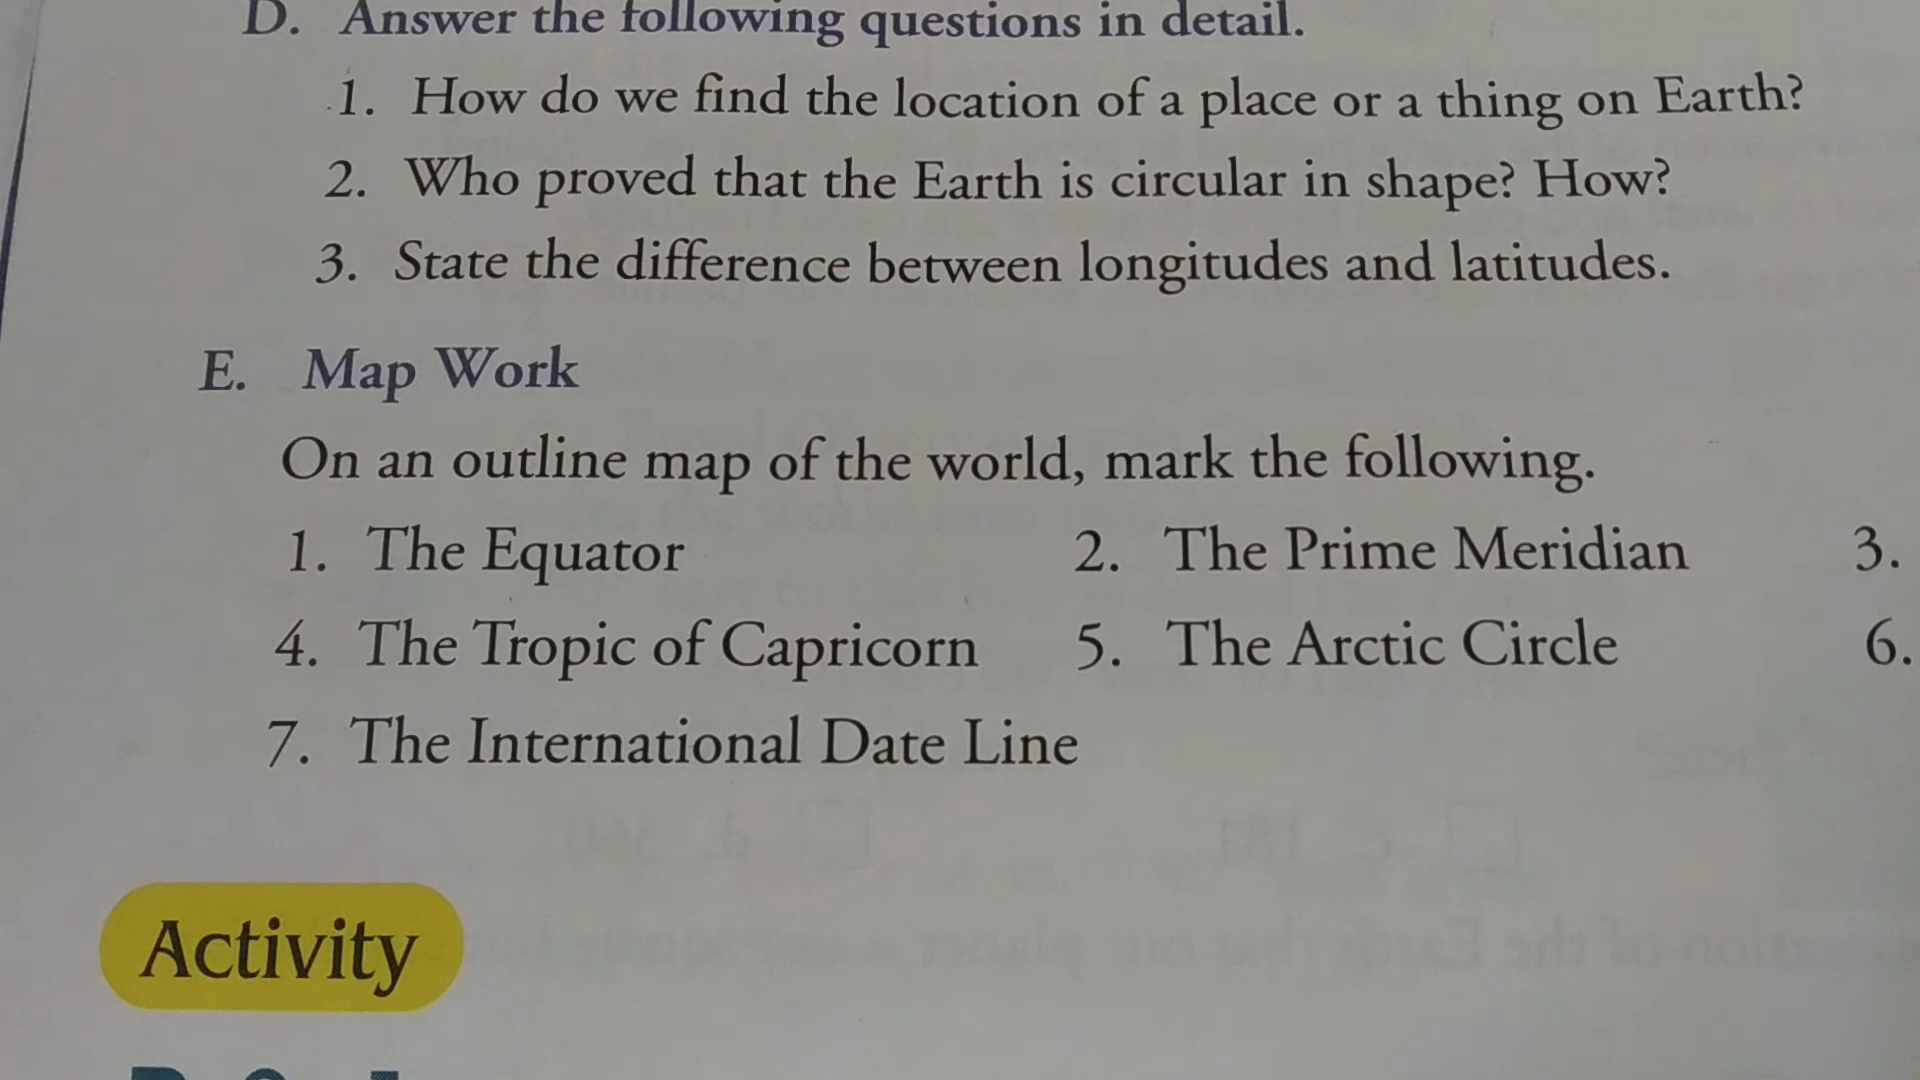 D. Answer the following questions in detail.
1. How do we find the location of a place or a thing on Earth?
2. Who proved that the Earth is circular in shape? How?
3. State the difference between longitudes and latitudes.
E. Map Work
On an outline map of the world, mark the following.
1. The Equator 2. The Prime Meridian 3.
4. The Tropic of Capricorn 5. The Arctic Circle 6.
7. The International Date Line
Activity